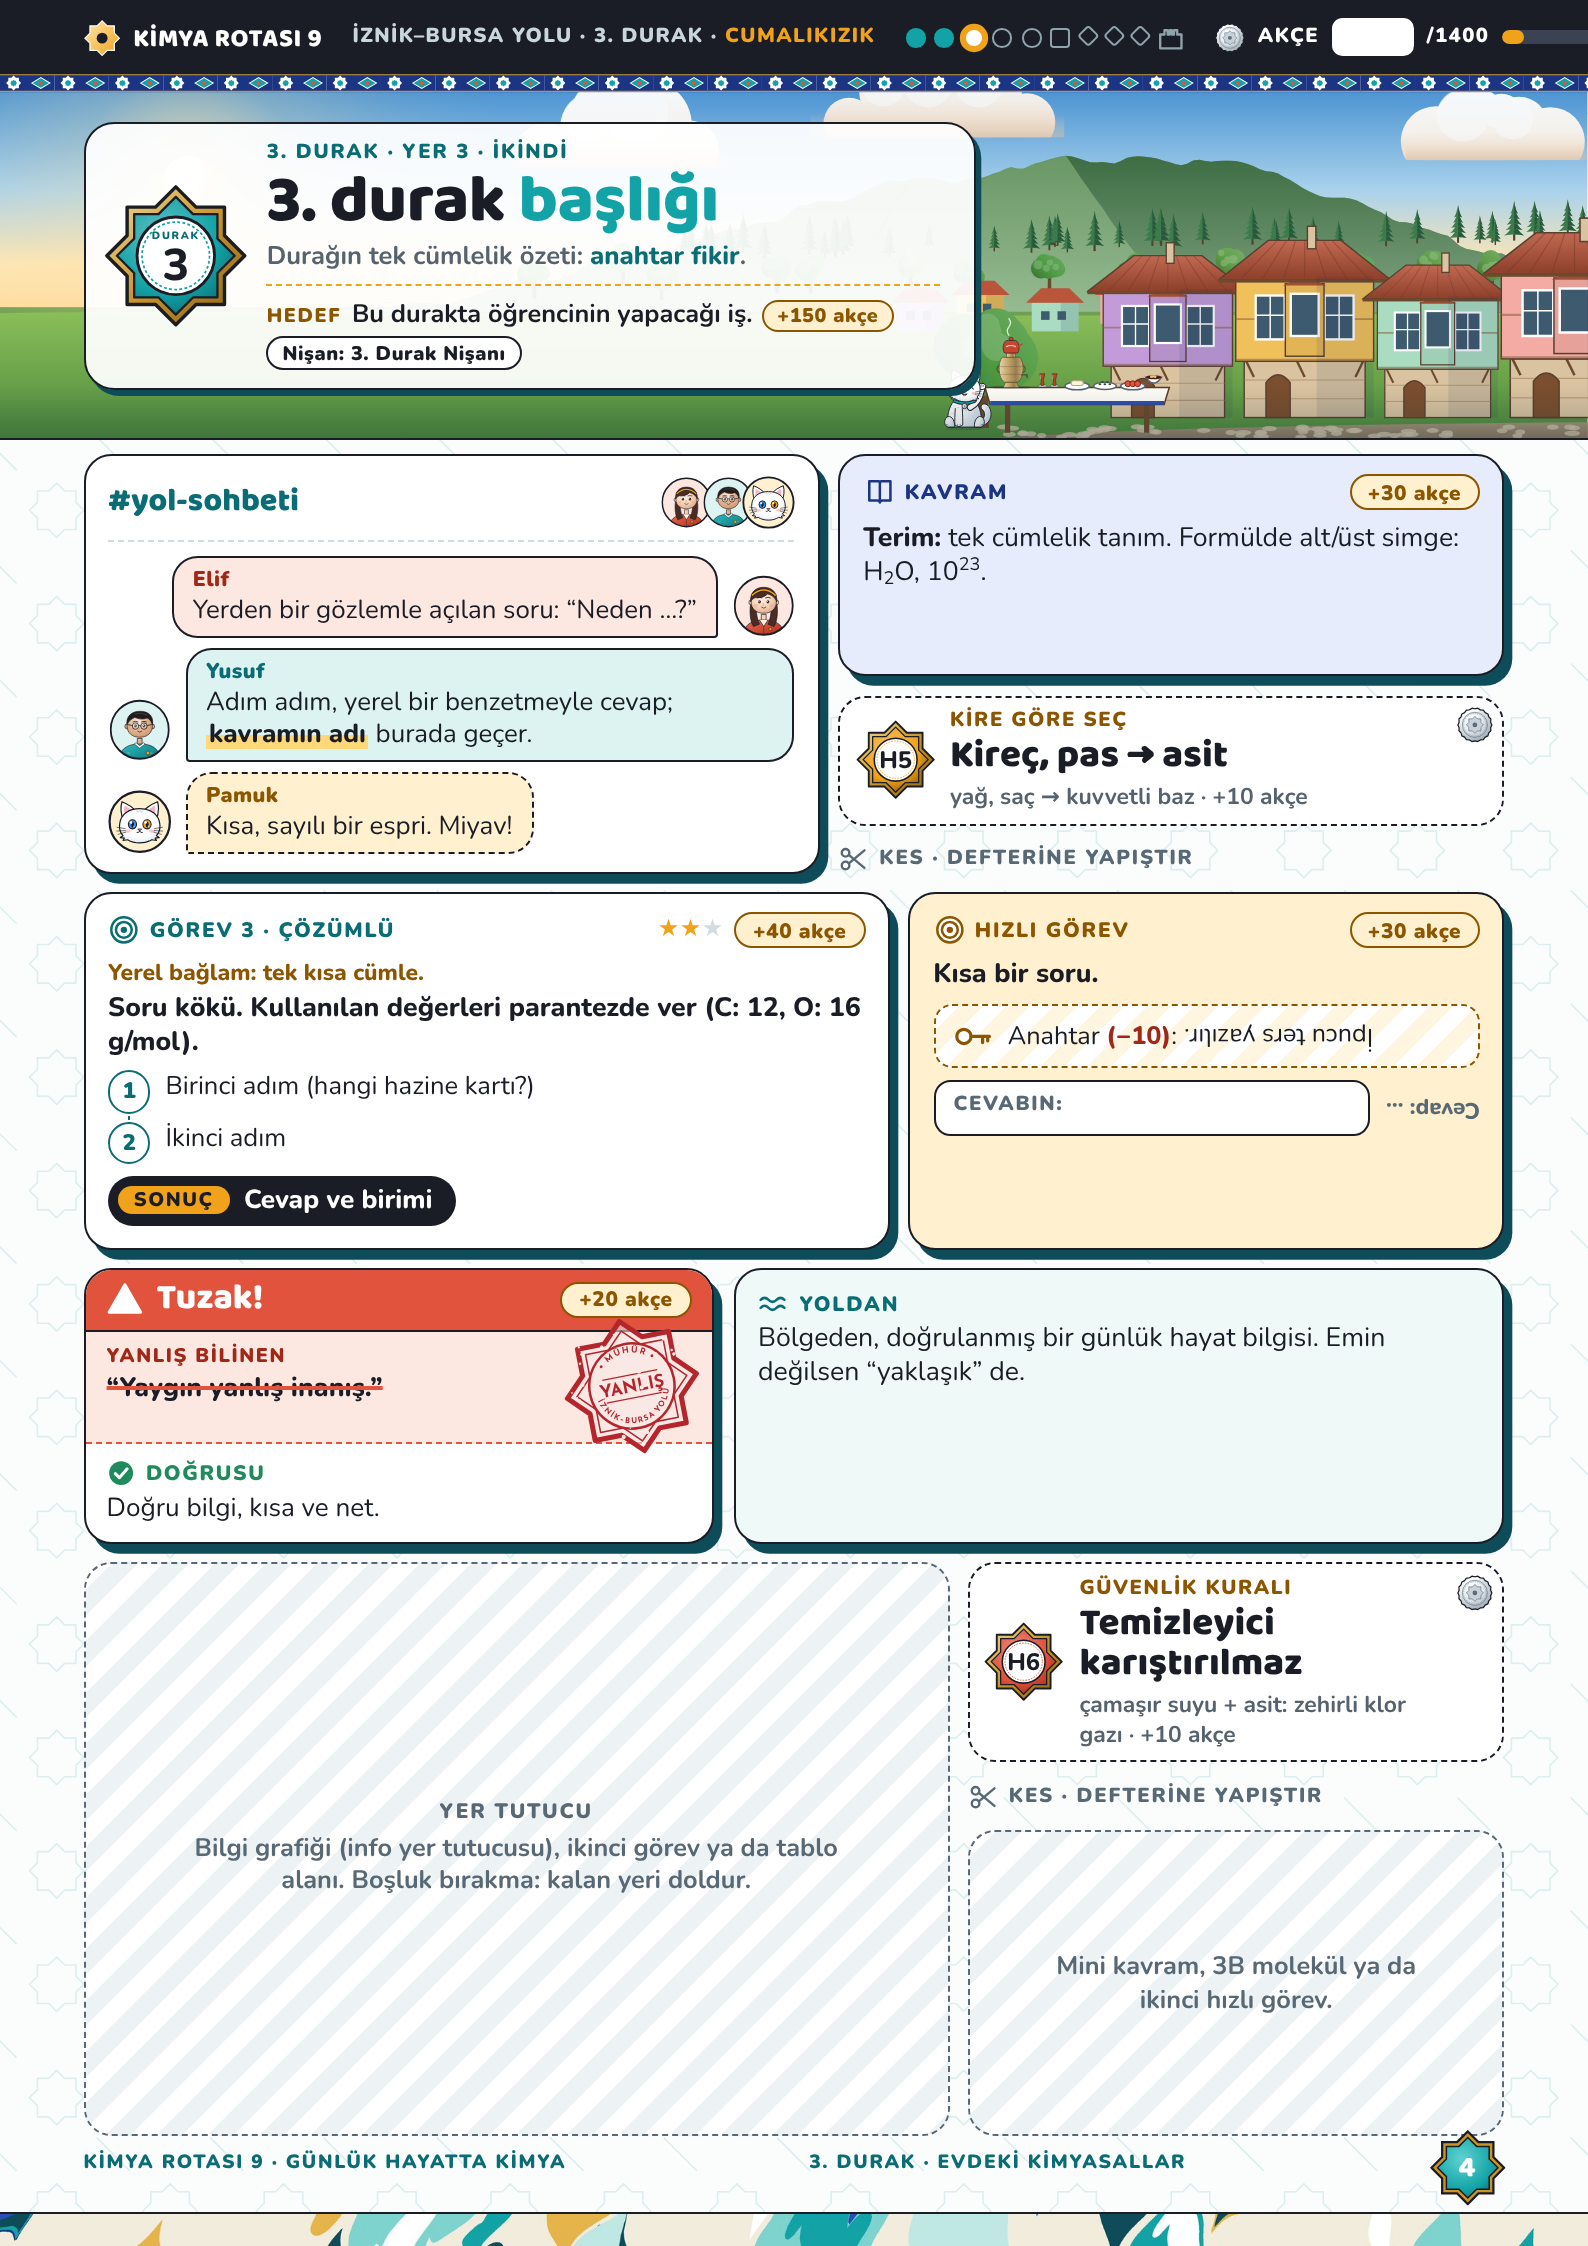 KİMYA ROTASI 9
İZNİK–BURSA YOLU · 3. DURAK · CUMALIKIZIK
AKÇE /1400
3. DURAK · YER 3 · İKİNDİ
DURAK
3
3. durak başlığı
Durağın tek cümlelik özeti: anahtar fikir.
HEDEF Bu durakta öğrencinin yapacağı iş. +150 akçe
Nişan: 3. Durak Nişanı
#yol-sohbeti
Elif
Yerden bir gözlemle açılan soru: “Neden …?”
Yusuf
Adım adım, yerel bir benzetmeyle cevap;
kavramın adı burada geçer.
Pamuk
Kısa, sayılı bir espri. Miyav!
KAVRAM +30 akçe
Terim: tek cümlelik tanım. Formülde alt/üst simge:
H₂O, 10²³.
H5
KİRE GÖRE SEÇ
Kireç, pas → asit
yağ, saç → kuvvetli baz · +10 akçe
KES · DEFTERİNE YAPIŞTIR
GÖREV 3 · ÇÖZÜMLÜ ★★★ +40 akçe
Yerel bağlam: tek kısa cümle.
Soru kökü. Kullanılan değerleri parantezde ver (C: 12, O: 16
g/mol).
1 Birinci adım (hangi hazine kartı?)
2 İkinci adım
SONUÇ Cevap ve birimi
HIZLI GÖREV +30 akçe
Kısa bir soru.
Anahtar (−10): İpucu ters yazılır.
CEVABIN:
Cevap: …
Tuzak! +20 akçe
YANLIŞ BİLİNEN
“Yaygın yanlış inanış.”
• MÜHÜR •
YANLIŞ
İZNİK-BURSA YOLU
DOĞRUSU
Doğru bilgi, kısa ve net.
YOLDAN
Bölgeden, doğrulanmış bir günlük hayat bilgisi. Emin
değilsen “yaklaşık” de.
YER TUTUCU
Bilgi grafiği (info yer tutucusu), ikinci görev ya da tablo
alanı. Boşluk bırakma: kalan yeri doldur.
H6
GÜVENLİK KURALI
Temizleyici
karıştırılmaz
çamaşır suyu + asit: zehirli klor
gazı · +10 akçe
KES · DEFTERİNE YAPIŞTIR
Mini kavram, 3B molekül ya da
ikinci hızlı görev.
KİMYA ROTASI 9 · GÜNLÜK HAYATTA KİMYA
3. DURAK · EVDEKİ KİMYASALLAR
4